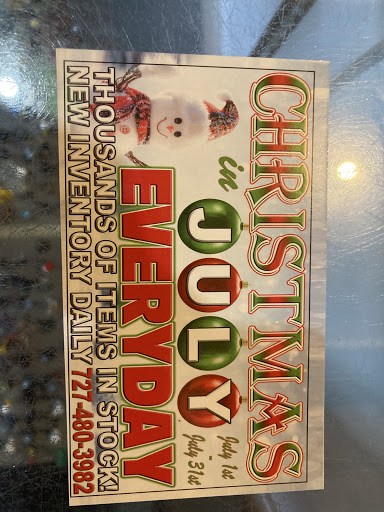 CHRISTMAS
in JULY
July 1st
to
July 31st
EVERYDAY
THOUSANDS OF ITEMS IN STOCK!
NEW INVENTORY DAILY 727-480-3982